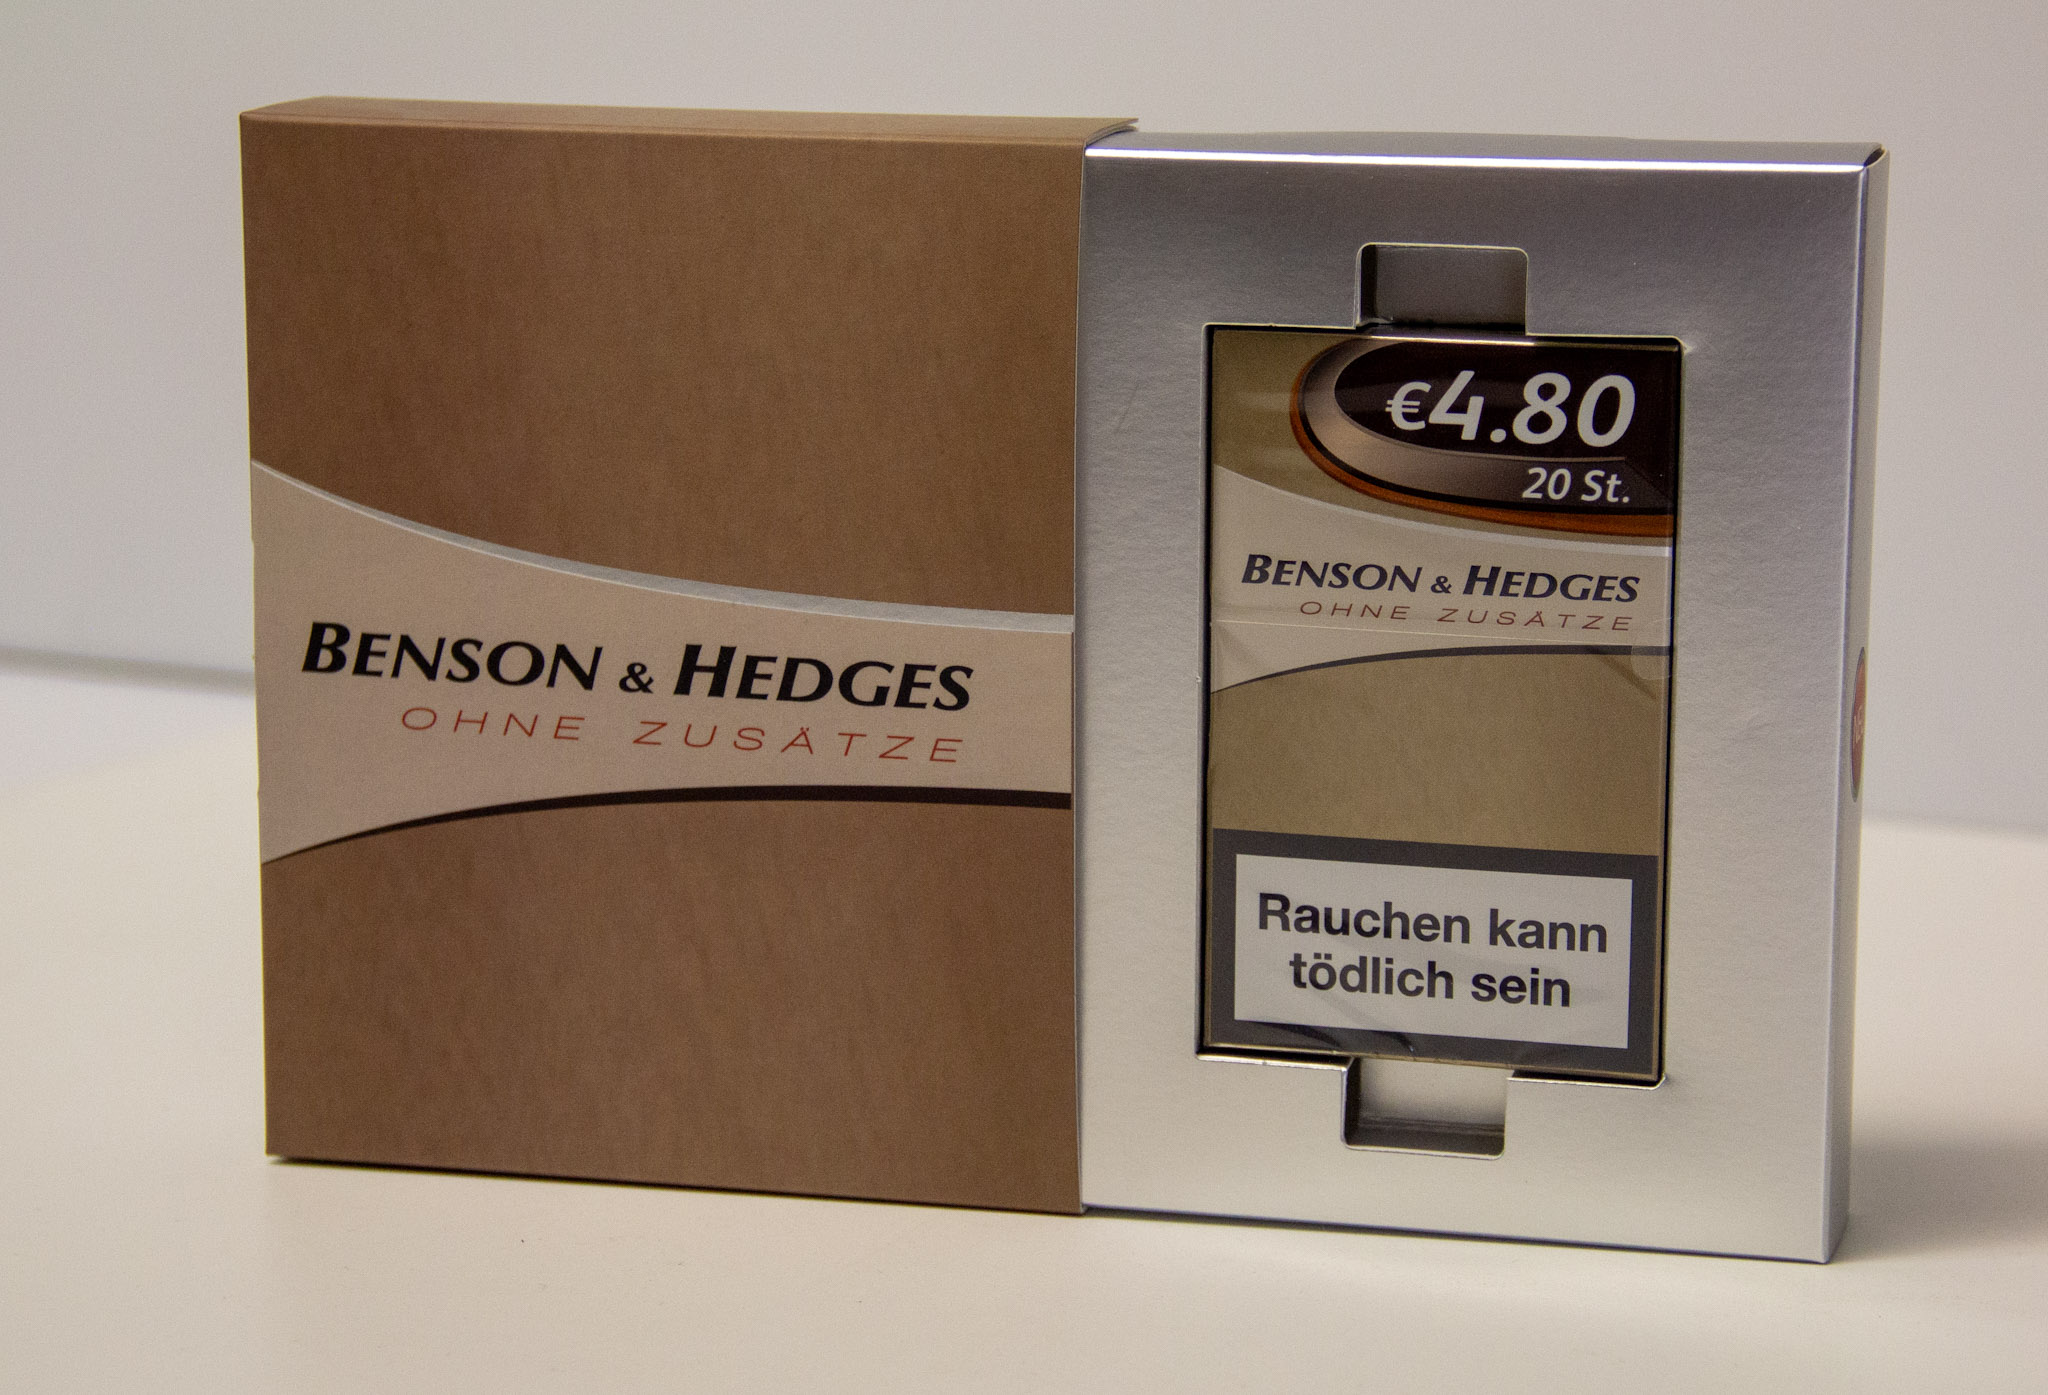 BENSON & HEDGES
OHNE ZUSÄTZE
€4.80
20 St.
BENSON & HEDGES
OHNE ZUSÄTZE
Rauchen kann
tödlich sein